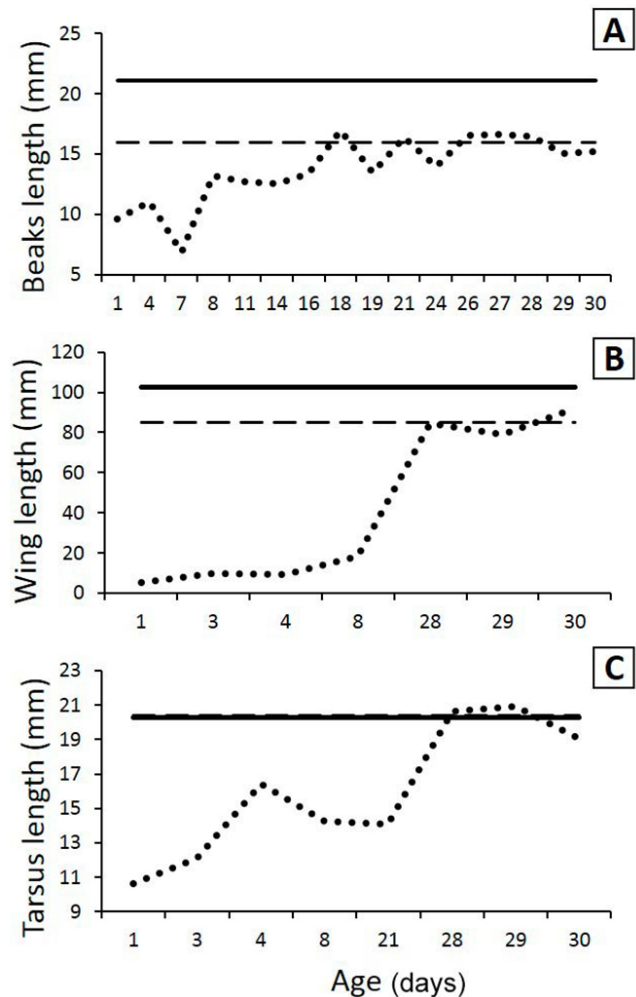 A
Beaks length (mm)
25
20
15
10
5
1 4 7 8 11 14 16 18 19 21 24 26 27 28 29 30
B
Wing length (mm)
120
100
80
60
40
20
0
1 3 4 8 28 29 30
C
Tarsus length (mm)
23
21
19
17
15
13
11
9
1 3 4 8 21 28 29 30
Age (days)